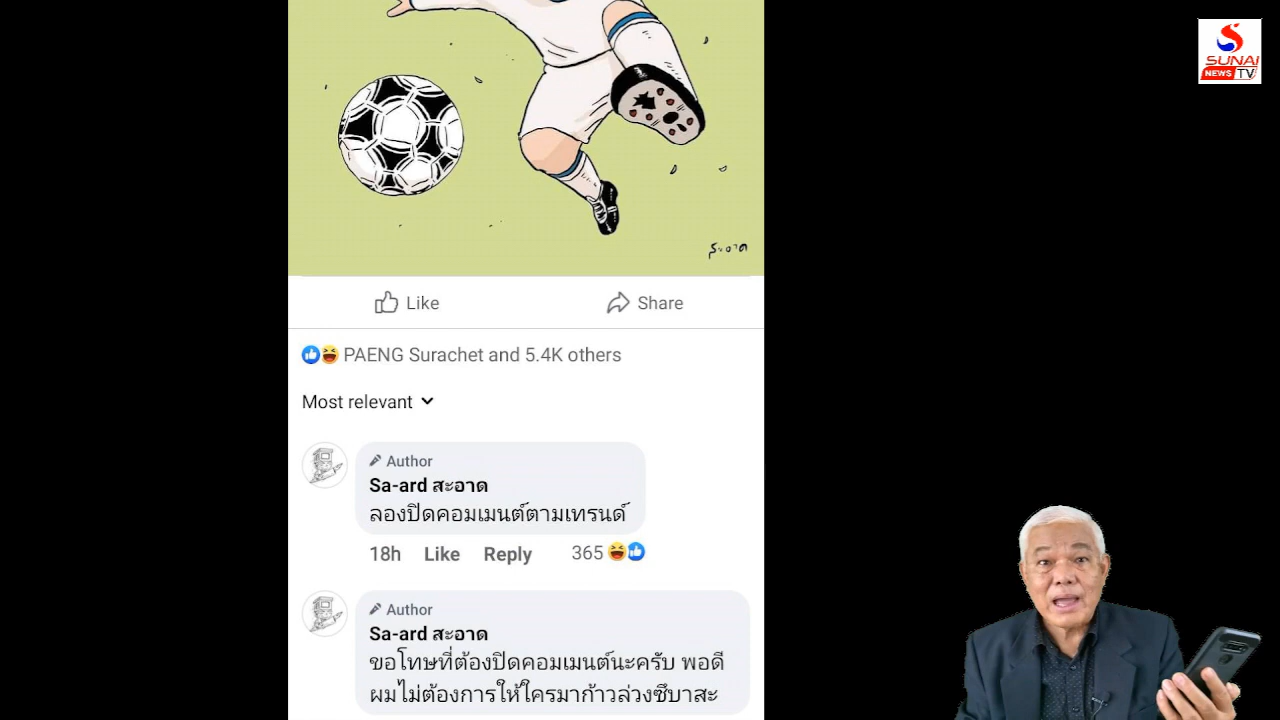 SUNAI
NEWS TV
สะอาด
Like
Share
PAENG Surachet and 5.4K others
Most relevant
Author
Sa-ard สะอาด
ลองปิดคอมเมนต์ตามเทรนด์
18h Like Reply 365
Author
Sa-ard สะอาด
ขอโทษที่ต้องปิดคอมเมนต์นะครับ พอดี
ผมไม่ต้องการให้ใครมาก้าวล่วงซึบาสะ